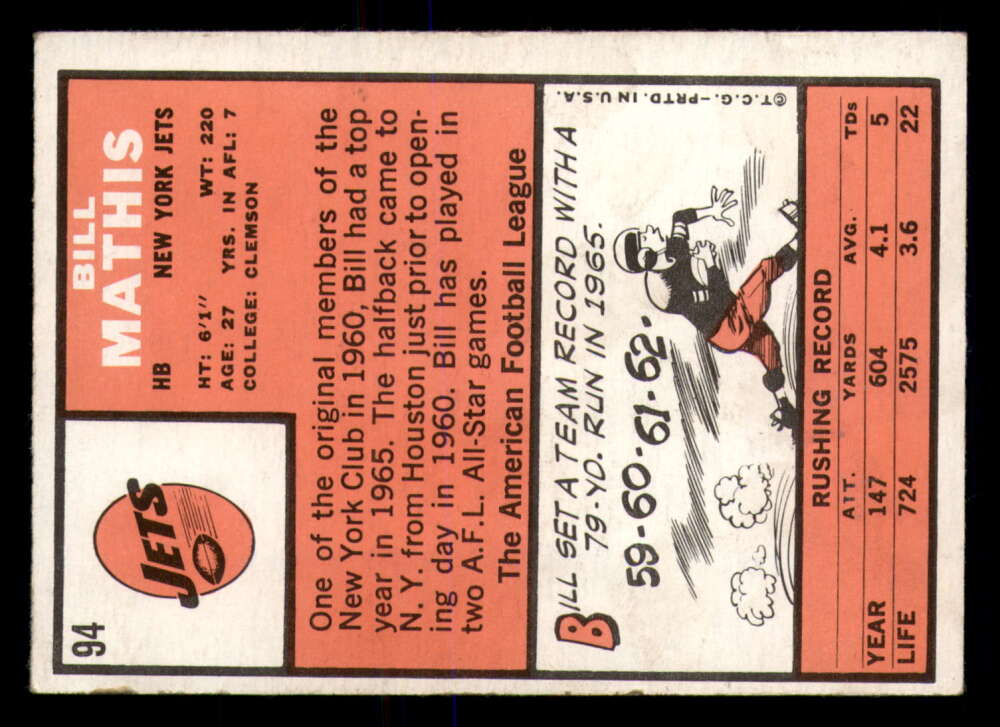 94
JETS
BILL
MATHIS
HB NEW YORK JETS
HT: 6'1" WT: 220
AGE: 27 YRS. IN AFL: 7
COLLEGE: CLEMSON
One of the original members of the
New York Club in 1960, Bill had a top
year in 1965. The halfback came to
N. Y. from Houston just prior to open-
ing day in 1960. Bill has played in
two A.F.L. All-Star games.
The American Football League
BILL SET A TEAM RECORD WITH A
79-YD. RUN IN 1965.
59-60-61-62-
©T.C.G.—PRTD. IN U.S.A.
RUSHING RECORD
ATT. YARDS AVG. TDs
YEAR 147 604 4.1 5
LIFE 724 2575 3.6 22